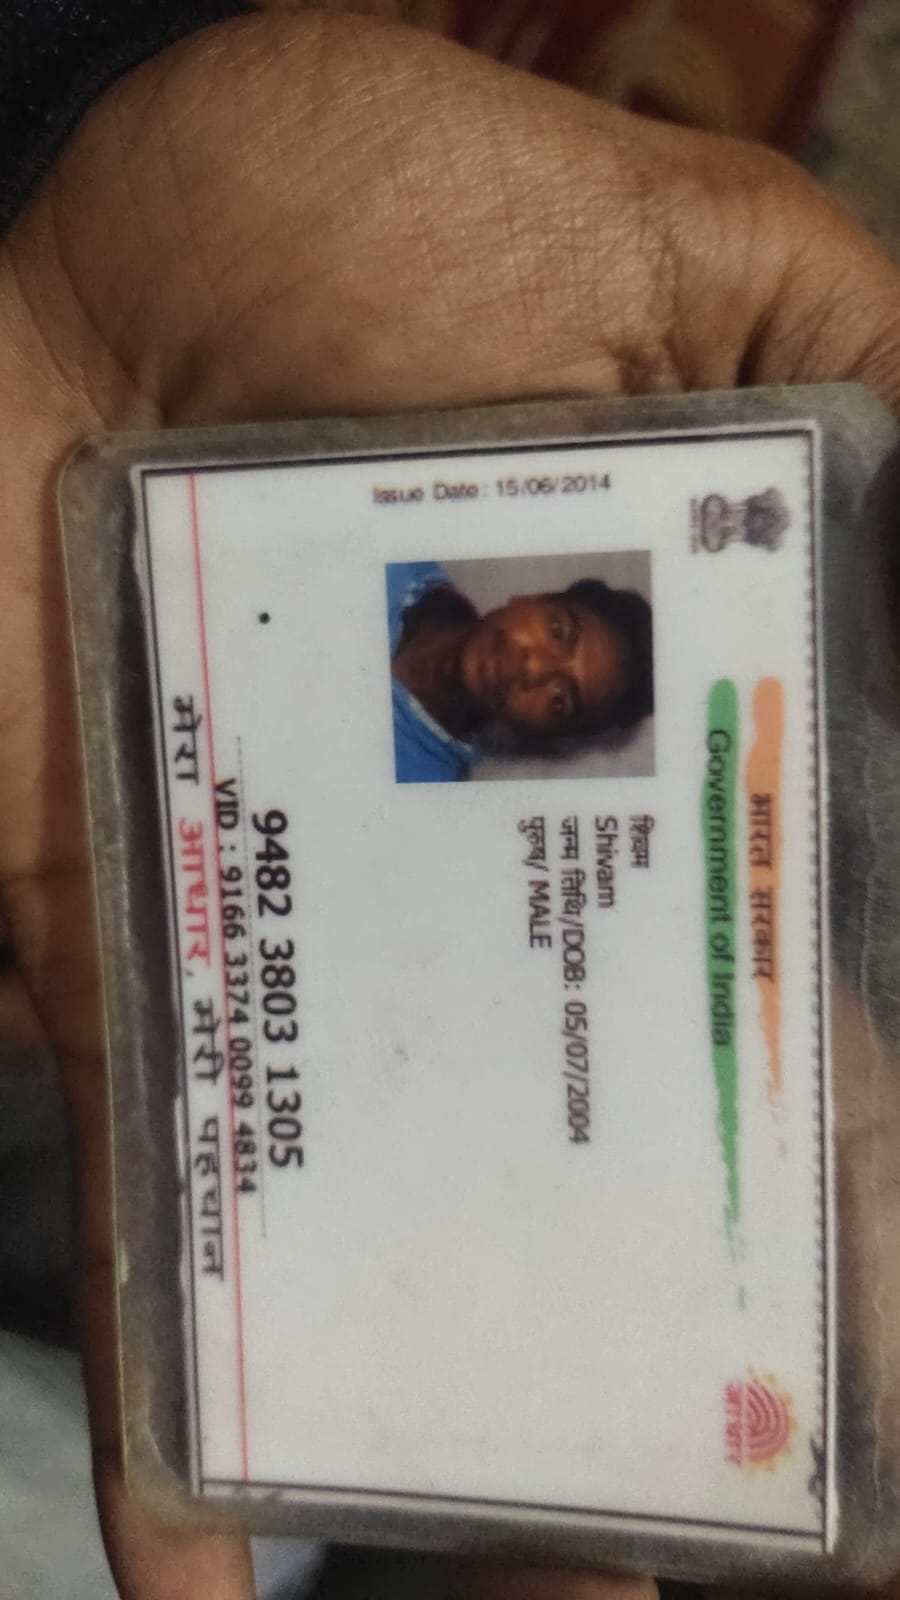 भारत सरकार
Government of India
Issue Date: 15/06/2014
शिवम
Shivam
जन्म तिथि/DOB: 05/07/2004
पुरुष/ MALE
9482 3803 1305
VID : 9166 3374 0099 4834
मेरा आधार, मेरी पहचान
आधार